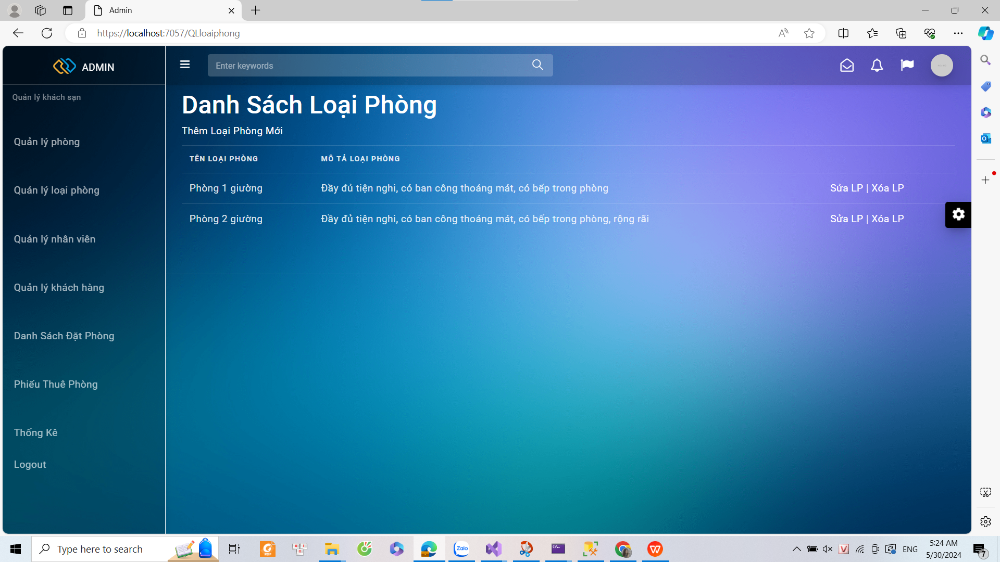 Admin
https://localhost:7057/QLloaiphong
ADMIN
Enter keywords
Quản lý khách sạn
Quản lý phòng
Quản lý loại phòng
Quản lý nhân viên
Quản lý khách hàng
Danh Sách Đặt Phòng
Phiếu Thuê Phòng
Thống Kê
Logout
Danh Sách Loại Phòng
Thêm Loại Phòng Mới
TÊN LOẠI PHÒNG MÔ TẢ LOẠI PHÒNG
Phòng 1 giường Đầy đủ tiện nghi, có ban công thoáng mát, có bếp trong phòng Sửa LP | Xóa LP
Phòng 2 giường Đầy đủ tiện nghi, có ban công thoáng mát, có bếp trong phòng, rộng rãi Sửa LP | Xóa LP
Type here to search
PDF
Zalo
ENG
5:24 AM
5/30/2024
7